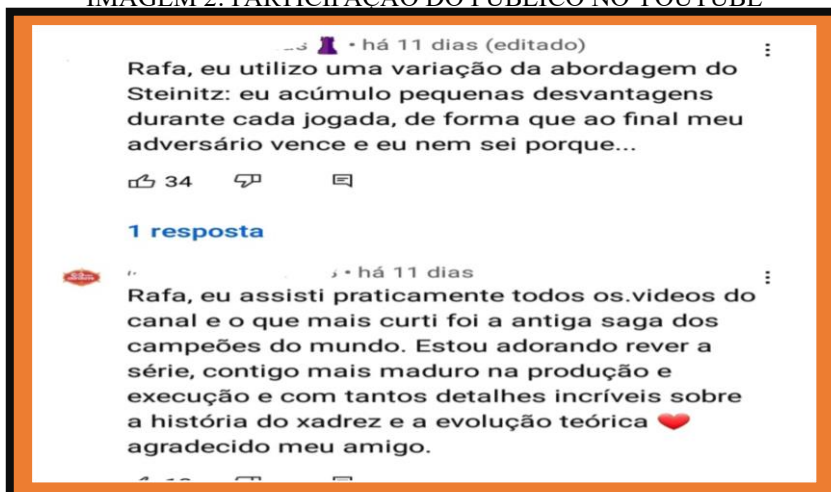 IMAGEM 2: PARTICIPAÇÃO DO PÚBLICO NO YOUTUBE
• há 11 dias (editado)
Rafa, eu utilizo uma variação da abordagem do
Steinitz: eu acúmulo pequenas desvantagens
durante cada jogada, de forma que ao final meu
adversário vence e eu nem sei porque...
34
1 resposta
• há 11 dias
Rafa, eu assisti praticamente todos os.videos do
canal e o que mais curti foi a antiga saga dos
campeões do mundo. Estou adorando rever a
série, contigo mais maduro na produção e
execução e com tantos detalhes incríveis sobre
a história do xadrez e a evolução teórica ❤️
agradecido meu amigo.